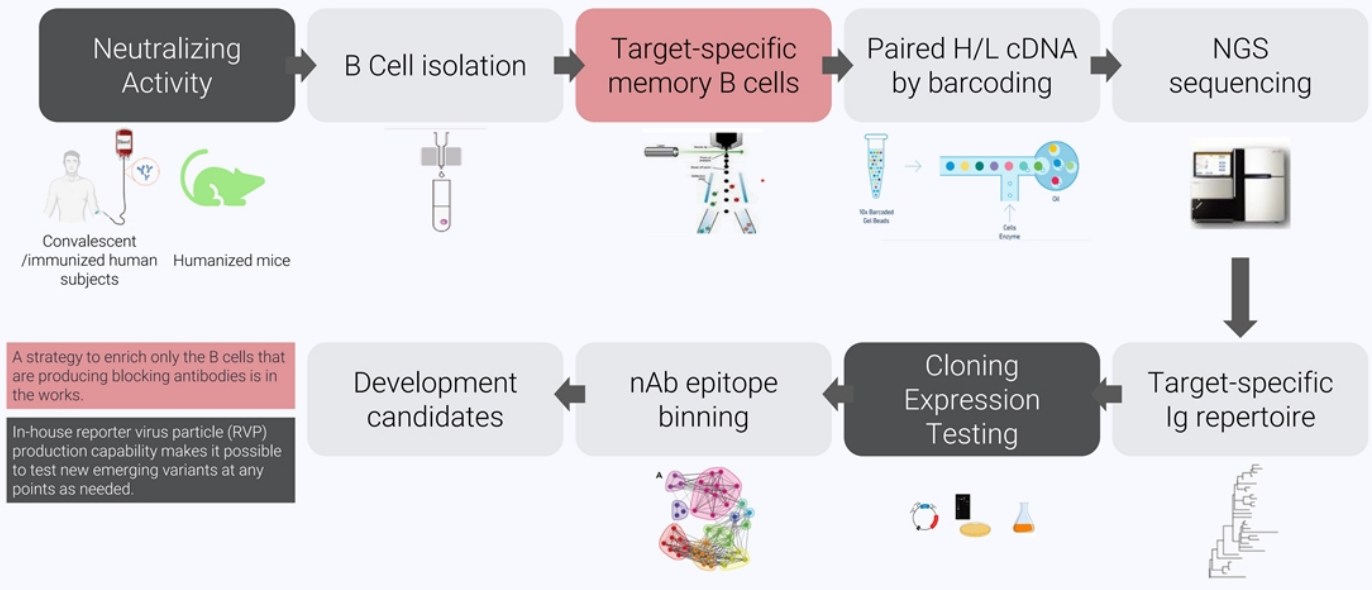 Neutralizing
Activity
B Cell isolation
Target-specific
memory B cells
Paired H/L cDNA
by barcoding
NGS
sequencing
Convalescent
/immunized human
subjects
Humanized mice
10x Barcoded
Gel Beads
Cells
Enzyme
Oil
A strategy to enrich only the B cells that
are producing blocking antibodies is in
the works.
In-house reporter virus particle (RVP)
production capability makes it possible
to test new emerging variants at any
points as needed.
Development
candidates
nAb epitope
binning
Cloning
Expression
Testing
Target-specific
Ig repertoire
A